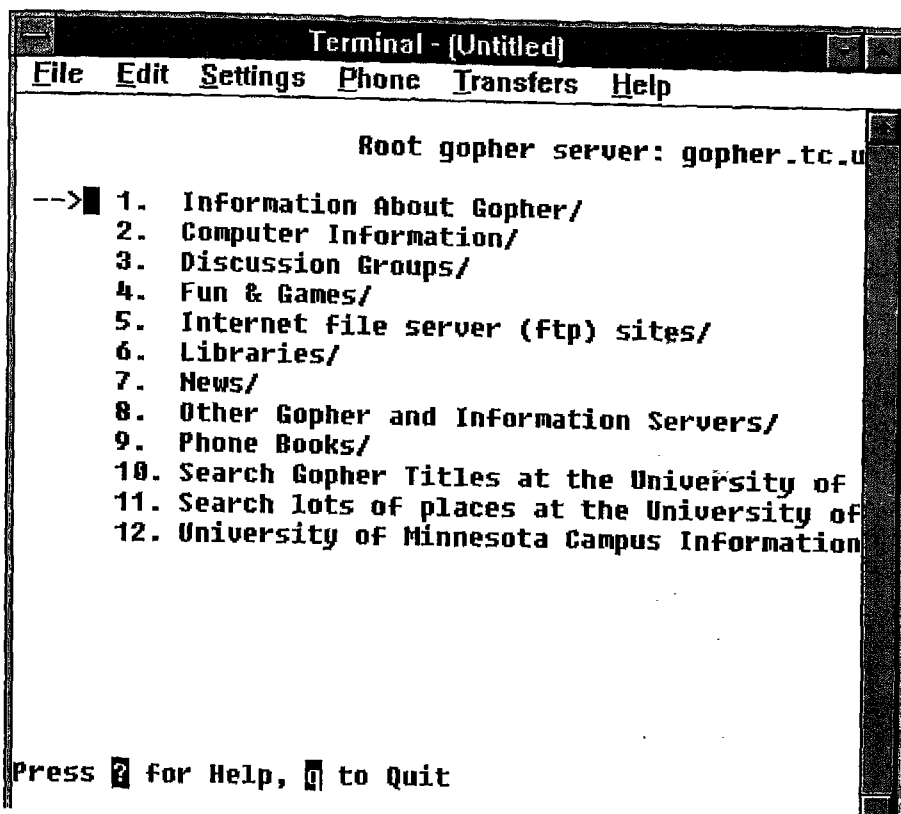 Terminal - (Untitled)
File Edit Settings Phone Transfers Help
Root gopher server: gopher.tc.u
--> 1. Information About Gopher/
2. Computer Information/
3. Discussion Groups/
4. Fun & Games/
5. Internet file server (ftp) sites/
6. Libraries/
7. News/
8. Other Gopher and Information Servers/
9. Phone Books/
10. Search Gopher Titles at the University of
11. Search lots of places at the University of
12. University of Minnesota Campus Information
Press ? for Help, q to Quit